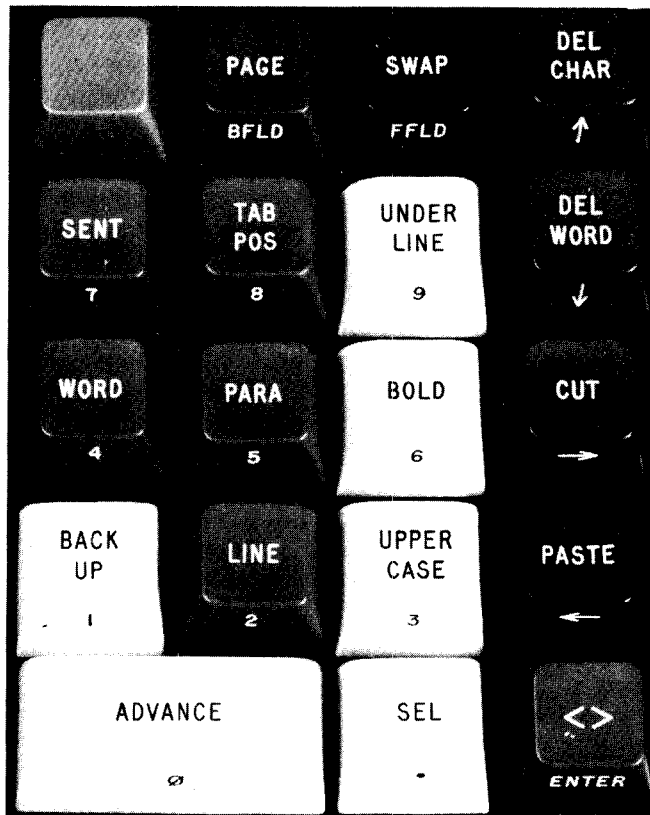 PAGE
BFLD
SWAP
FFLD
DEL
CHAR
↑
SENT
7
TAB
POS
8
UNDER
LINE
9
DEL
WORD
↓
WORD
4
PARA
5
BOLD
6
CUT
→
BACK
UP
1
LINE
2
UPPER
CASE
3
PASTE
←
ADVANCE
Ø
SEL
.
<>
ENTER